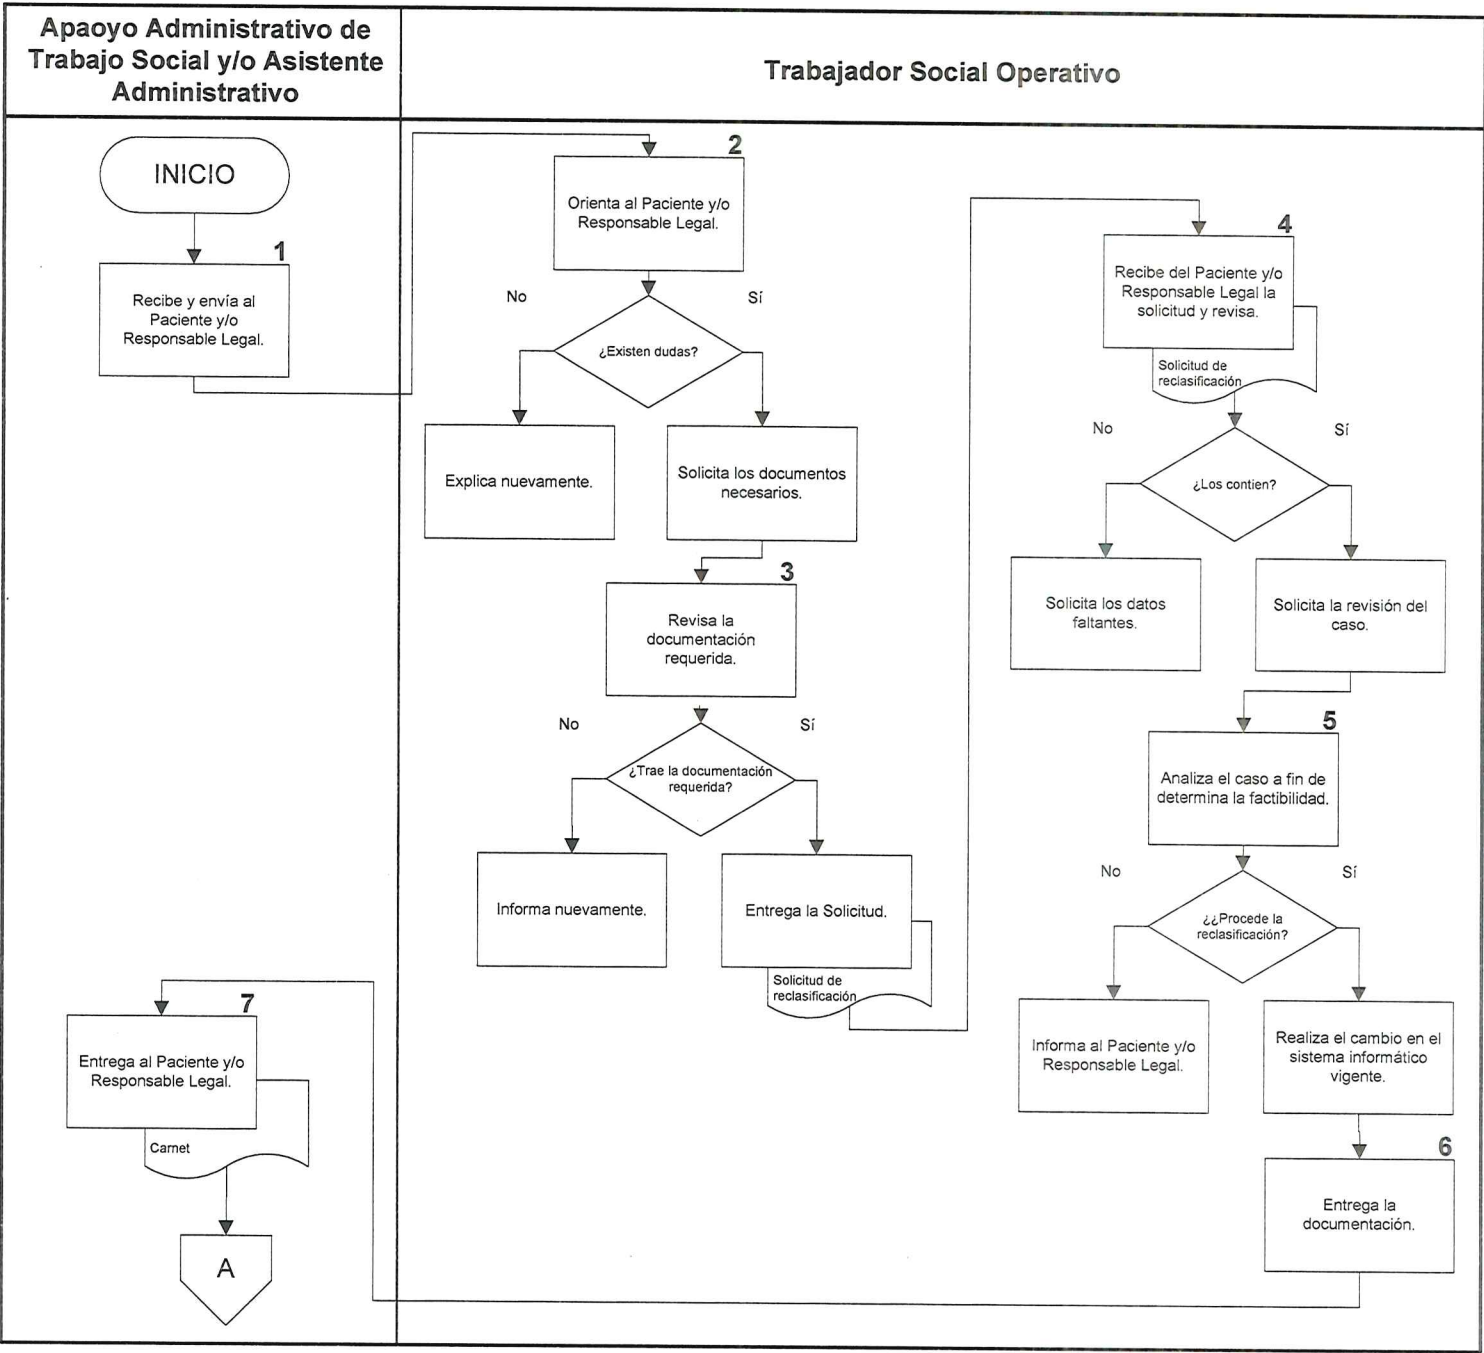 Apaoyo Administrativo de
Trabajo Social y/o Asistente
Administrativo
Trabajador Social Operativo
INICIO
1
Recibe y envía al
Paciente y/o
Responsable Legal.
2
Orienta al Paciente y/o
Responsable Legal.
No
Sí
¿Existen dudas?
Explica nuevamente.
Solicita los documentos
necesarios.
3
Revisa la
documentación
requerida.
No
Sí
¿Trae la documentación
requerida?
Informa nuevamente.
Entrega la Solicitud.
Solicitud de
reclasificación
4
Recibe del Paciente y/o
Responsable Legal la
solicitud y revisa.
Solicitud de
reclasificación
No
Sí
¿Los contien?
Solicita los datos
faltantes.
Solicita la revisión del
caso.
5
Analiza el caso a fin de
determina la factibilidad.
No
Sí
¿¿Procede la
reclasificación?
Informa al Paciente y/o
Responsable Legal.
Realiza el cambio en el
sistema informático
vigente.
6
Entrega la
documentación.
7
Entrega al Paciente y/o
Responsable Legal.
Carnet
A